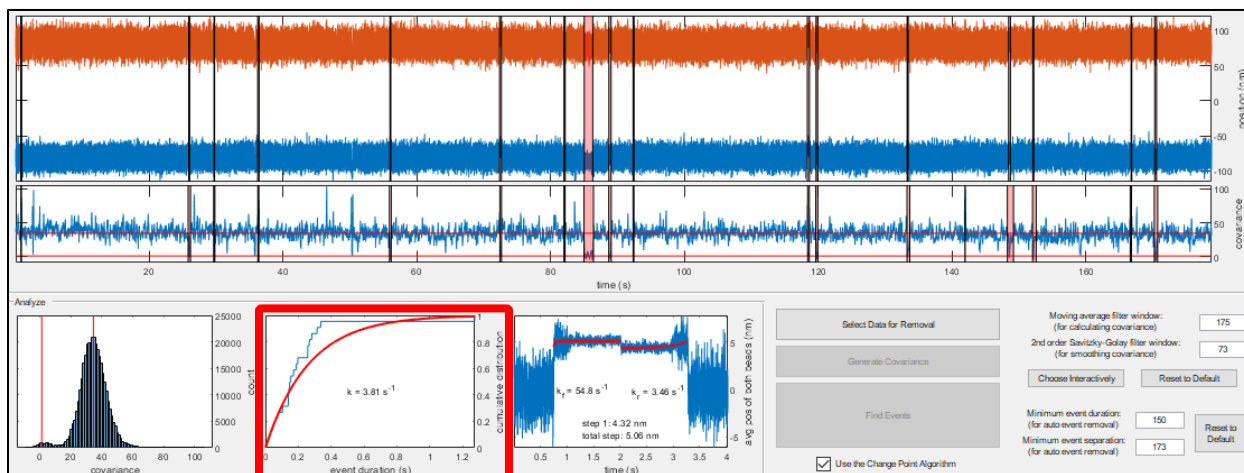 100
50
0
-50
-100
position (nm)
100
50
0
covariance
20
40
60
80
100
120
140
160
time (s)
Analyze
25000
20000
15000
10000
5000
0
count
0
50
100
covariance
1
0.8
0.6
0.4
0.2
0
cumulative distribution
k = 3.81 s-1
0
0.2
0.4
0.6
0.8
1
1.2
event duration (s)
5
0
-5
avg pos of both beads (nm)
kf = 54.8 s-1
kr = 3.46 s-1
step 1: 4.32 nm
total step: 5.06 nm
0.5
1
1.5
2
2.5
3
3.5
4
time (s)
Select Data for Removal
Generate Covariance
Find Events
Use the Change Point Algorithm
Moving average filter window:
(for calculating covariance)
175
2nd order Savitzky-Golay filter window:
(for smoothing covariance)
73
Choose Interactively
Reset to Default
Minimum event duration:
(for auto event removal)
150
Minimum event separation:
(for auto event removal)
173
Reset to
Default